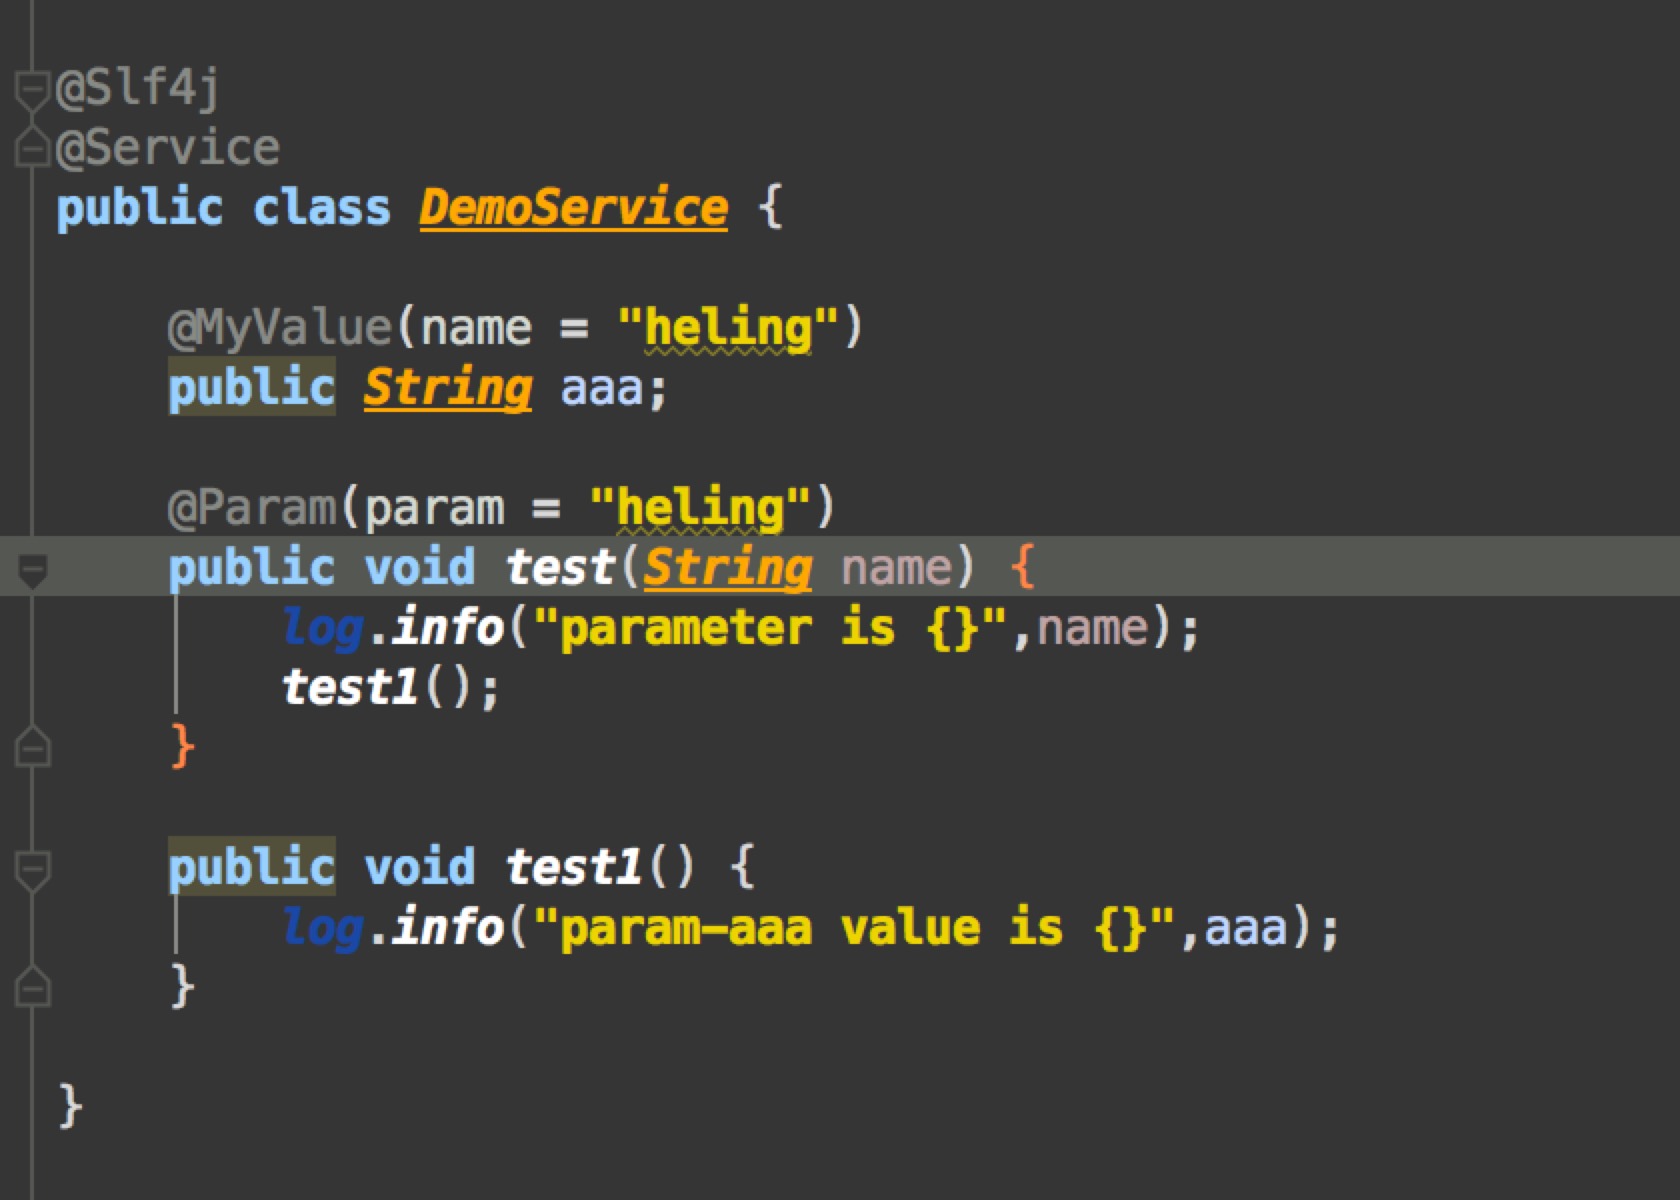 @Slf4j
@Service
public class DemoService {
@MyValue(name = "heling")
public String aaa;
@Param(param = "heling")
public void test(String name) {
log.info("parameter is {}",name);
test1();
}
public void test1() {
log.info("param-aaa value is {}",aaa);
}
}